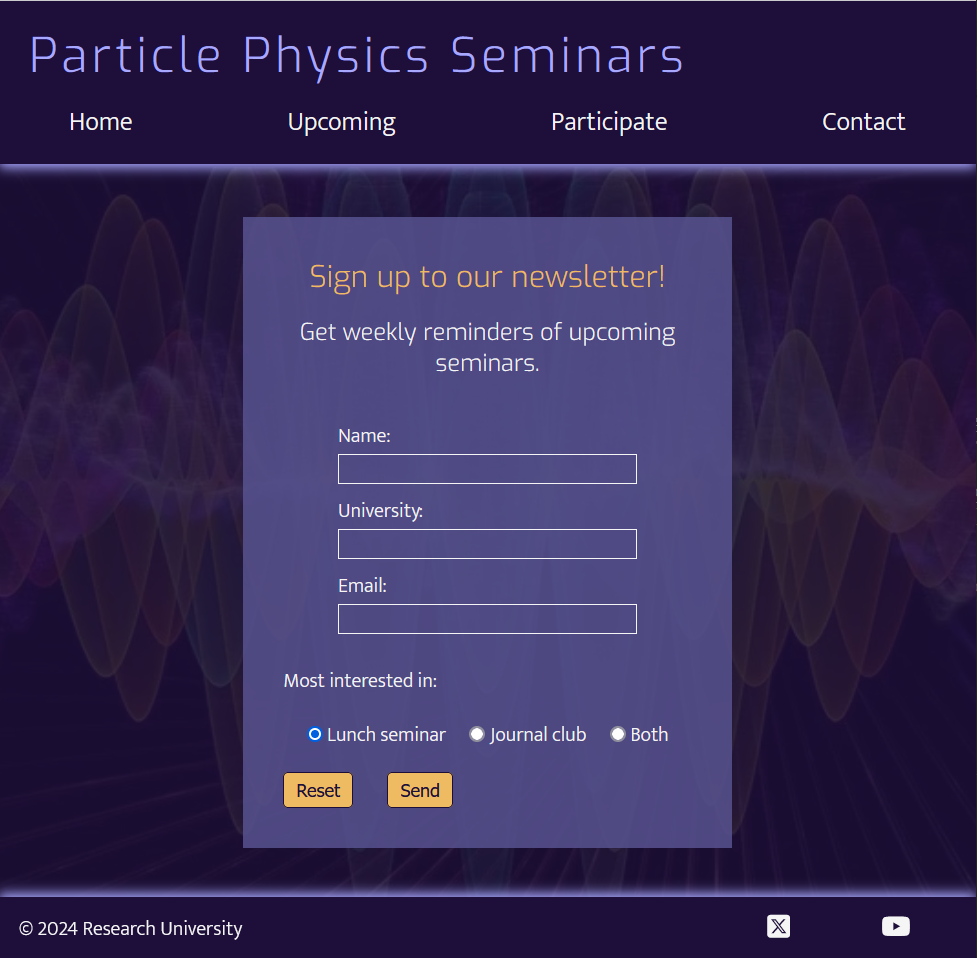 Particle Physics Seminars
Home Upcoming Participate Contact
Sign up to our newsletter!
Get weekly reminders of upcoming
seminars.
Name:
University:
Email:
Most interested in:
Lunch seminar Journal club Both
Reset Send
© 2024 Research University